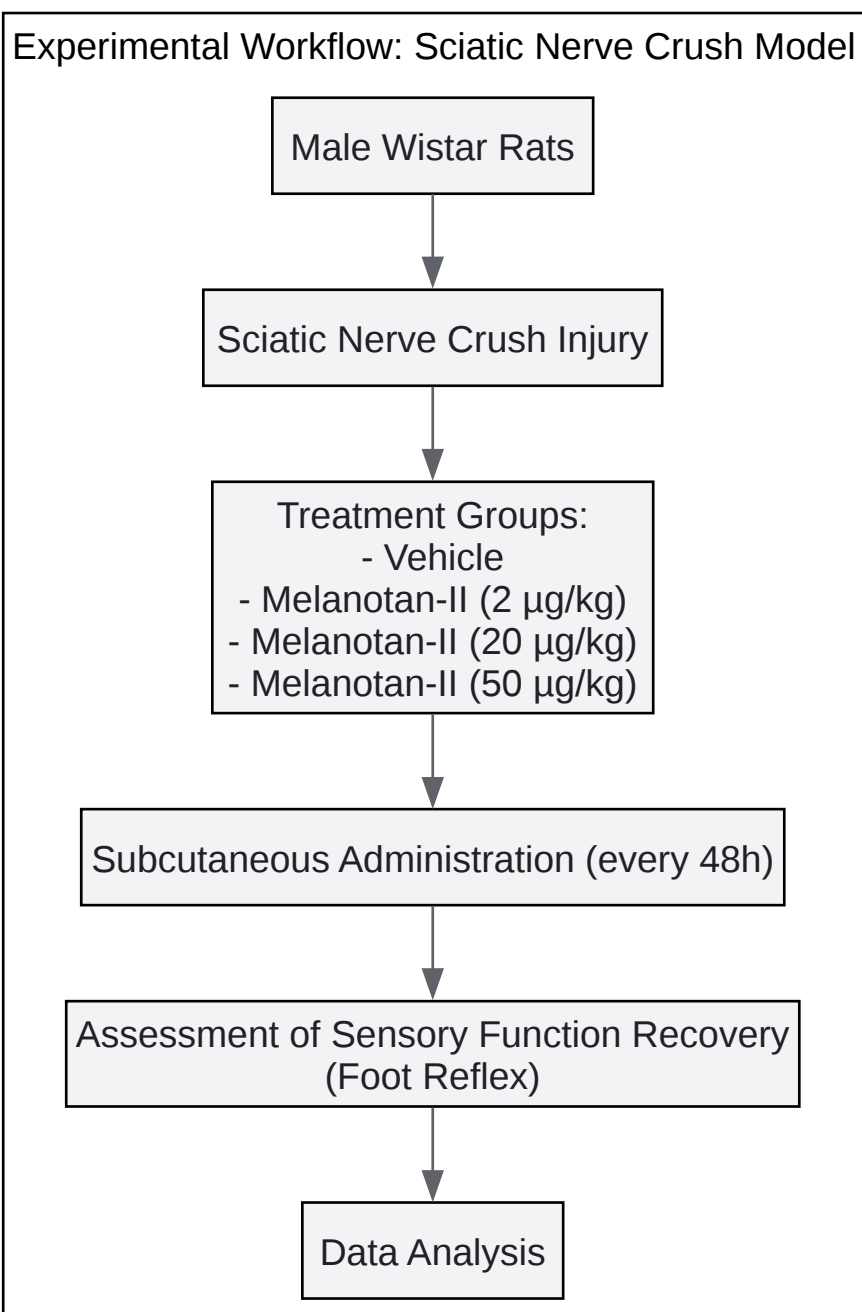 Experimental Workflow: Sciatic Nerve Crush Model
Male Wistar Rats
Sciatic Nerve Crush Injury
Treatment Groups:
- Vehicle
- Melanotan-II (2 µg/kg)
- Melanotan-II (20 µg/kg)
- Melanotan-II (50 µg/kg)
Subcutaneous Administration (every 48h)
Assessment of Sensory Function Recovery
(Foot Reflex)
Data Analysis